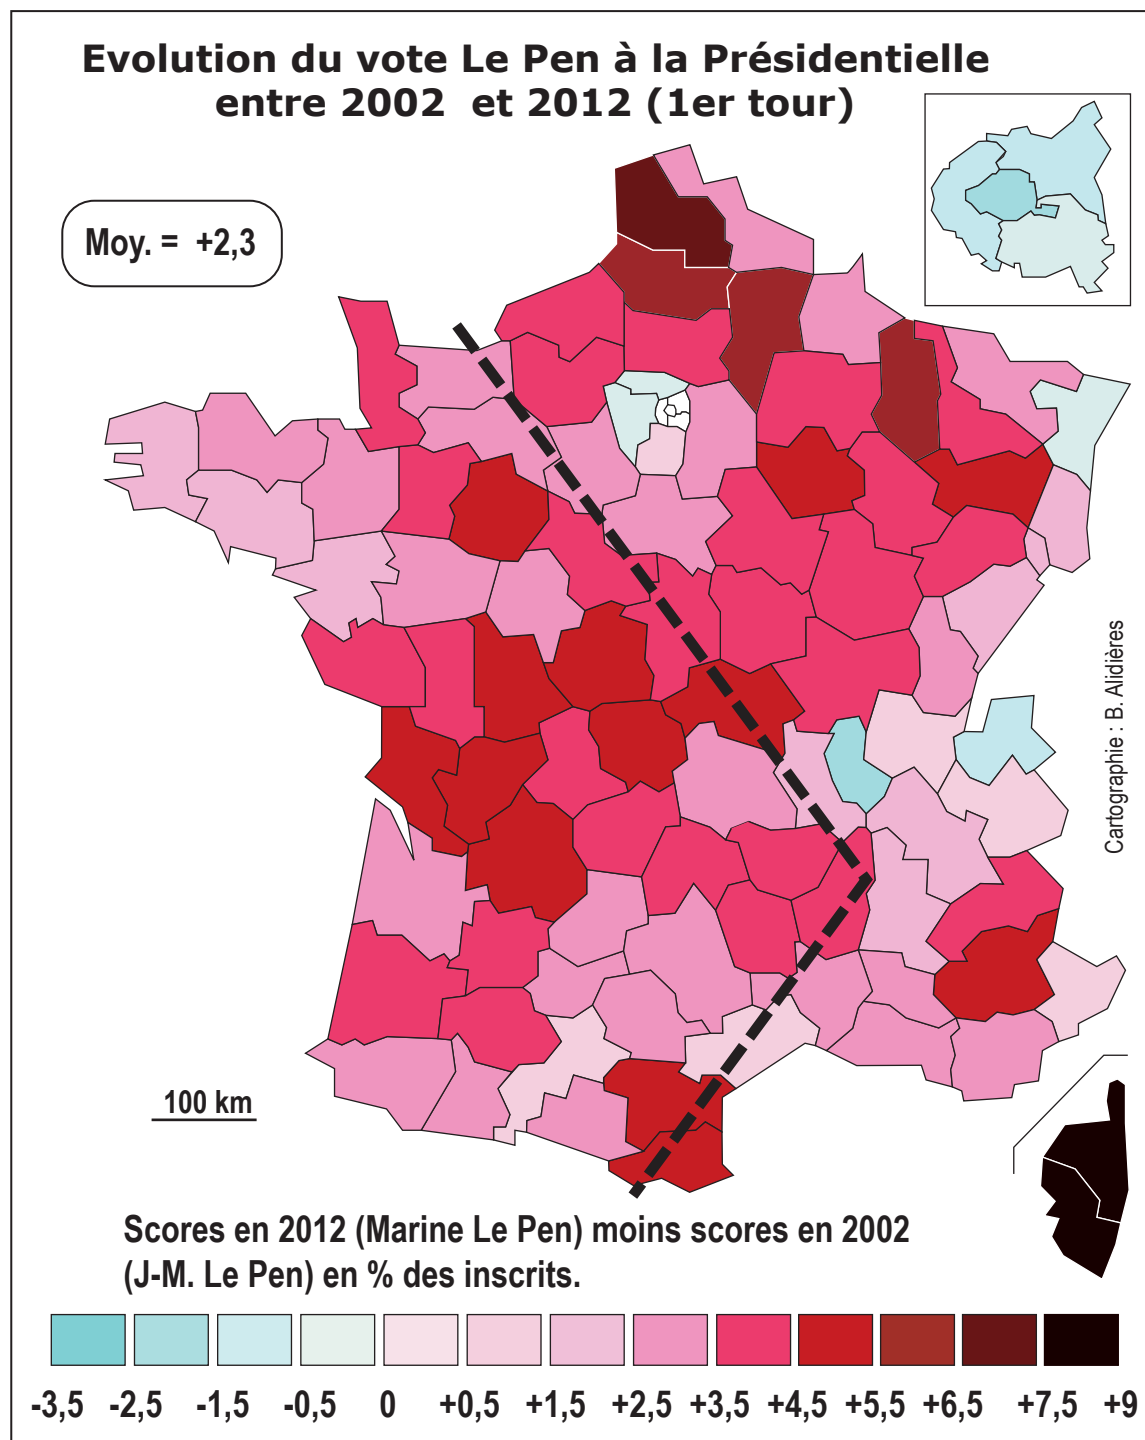 Evolution du vote Le Pen à la Présidentielle
entre 2002 et 2012 (1er tour)
Moy. = +2,3
Cartographie : B. Alidières
100 km
Scores en 2012 (Marine Le Pen) moins scores en 2002
(J-M. Le Pen) en % des inscrits.
-3,5 -2,5 -1,5 -0,5 0 +0,5 +1,5 +2,5 +3,5 +4,5 +5,5 +6,5 +7,5 +9